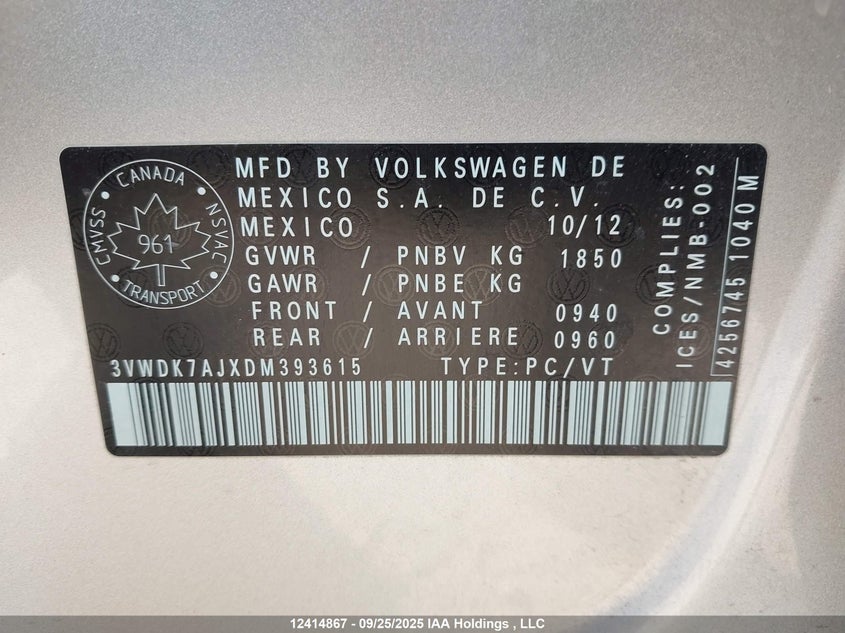 CANADA
CMVSS
NSVAC
961
TRANSPORT
MFD BY VOLKSWAGEN DE
MEXICO S.A. DE C.V.
MEXICO 10/12
GVWR / PNBV KG 1850
GAWR / PNBE KG
FRONT / AVANT 0940
REAR / ARRIERE 0960
3VWDK7AJXDM393615 TYPE:PC/VT
COMPLIES:
ICES/NMB-002
4256745 1040 M
12414867 - 09/25/2025 IAA Holdings , LLC